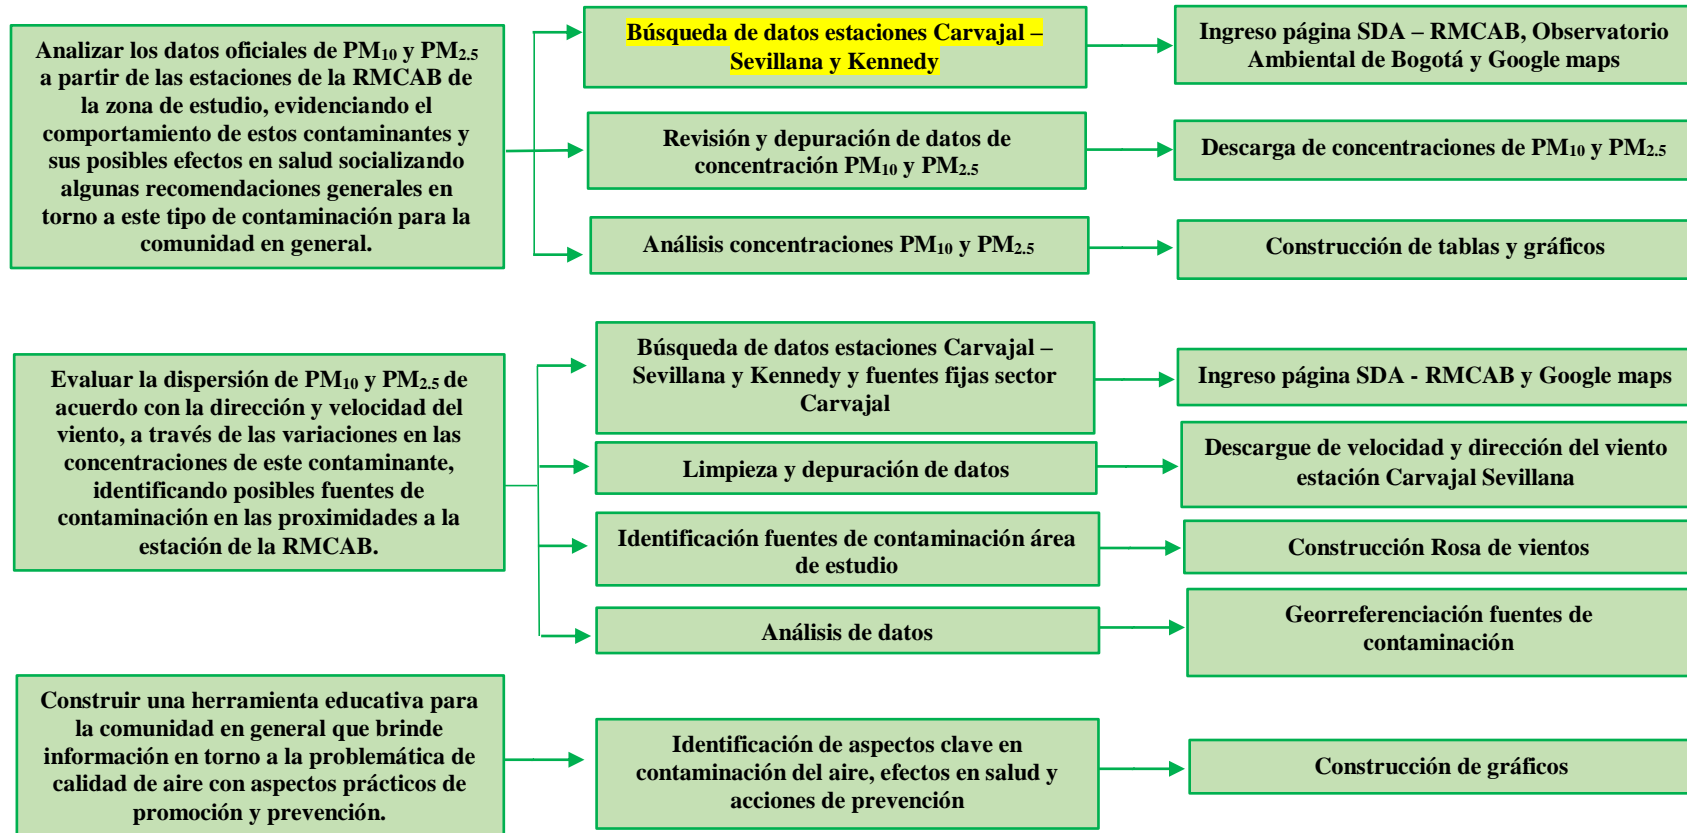 Analizar los datos oficiales de PM10 y PM2.5
a partir de las estaciones de la RMCAB de
la zona de estudio, evidenciando el
comportamiento de estos contaminantes y
sus posibles efectos en salud socializando
algunas recomendaciones generales en
torno a este tipo de contaminación para la
comunidad en general.
Búsqueda de datos estaciones Carvajal –
Sevillana y Kennedy
Ingreso página SDA – RMCAB, Observatorio
Ambiental de Bogotá y Google maps
Revisión y depuración de datos de
concentración PM10 y PM2.5
Descarga de concentraciones de PM10 y PM2.5
Análisis concentraciones PM10 y PM2.5
Construcción de tablas y gráficos
Evaluar la dispersión de PM10 y PM2.5 de
acuerdo con la dirección y velocidad del
viento, a través de las variaciones en las
concentraciones de este contaminante,
identificando posibles fuentes de
contaminación en las proximidades a la
estación de la RMCAB.
Búsqueda de datos estaciones Carvajal –
Sevillana y Kennedy y fuentes fijas sector
Carvajal
Ingreso página SDA - RMCAB y Google maps
Limpieza y depuración de datos
Descargue de velocidad y dirección del viento
estación Carvajal Sevillana
Identificación fuentes de contaminación área
de estudio
Construcción Rosa de vientos
Análisis de datos
Georreferenciación fuentes de
contaminación
Construir una herramienta educativa para
la comunidad en general que brinde
información en torno a la problemática de
calidad de aire con aspectos prácticos de
promoción y prevención.
Identificación de aspectos clave en
contaminación del aire, efectos en salud y
acciones de prevención
Construcción de gráficos